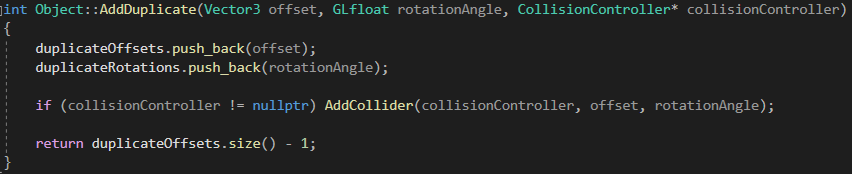 int Object::AddDuplicate(Vector3 offset, GLfloat rotationAngle, CollisionController* collisionController)
{
    duplicateOffsets.push_back(offset);
    duplicateRotations.push_back(rotationAngle);

    if (collisionController != nullptr) AddCollider(collisionController, offset, rotationAngle);

    return duplicateOffsets.size() - 1;
}